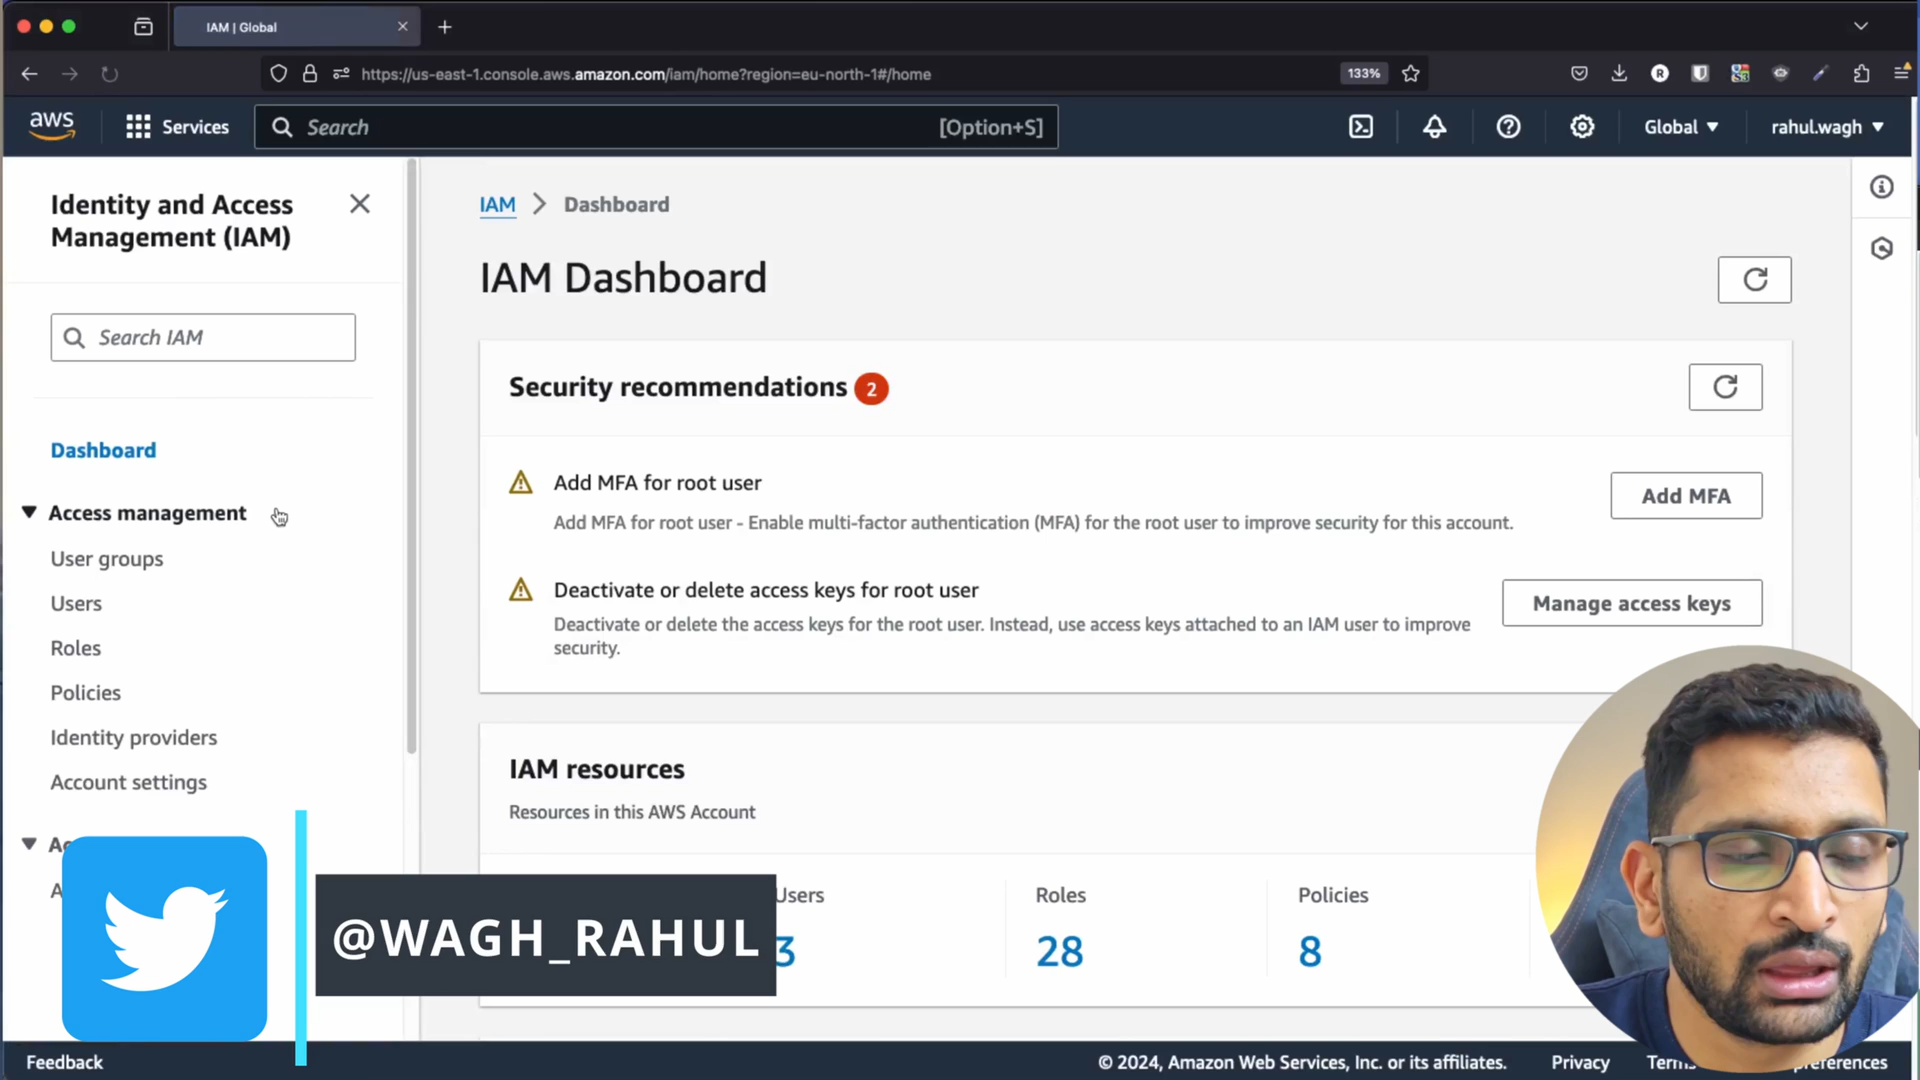 IAM | Global
https://us-east-1.console.aws.amazon.com/iam/home?region=eu-north-1#/home
133%
R
aws
Services
Search
[Option+S]
Global
rahul.wagh
Identity and Access
Management (IAM)
Search IAM
Dashboard
Access management
User groups
Users
Roles
Policies
Identity providers
Account settings
IAM
Dashboard
IAM Dashboard
Security recommendations 2
Add MFA for root user
Add MFA for root user - Enable multi-factor authentication (MFA) for the root user to improve security for this account.
Add MFA
Deactivate or delete access keys for root user
Deactivate or delete the access keys for the root user. Instead, use access keys attached to an IAM user to improve
security.
Manage access keys
IAM resources
Resources in this AWS Account
Users
Roles
Policies
3
28
8
@WAGH_RAHUL
Feedback
© 2024, Amazon Web Services, Inc. or its affiliates.
Privacy